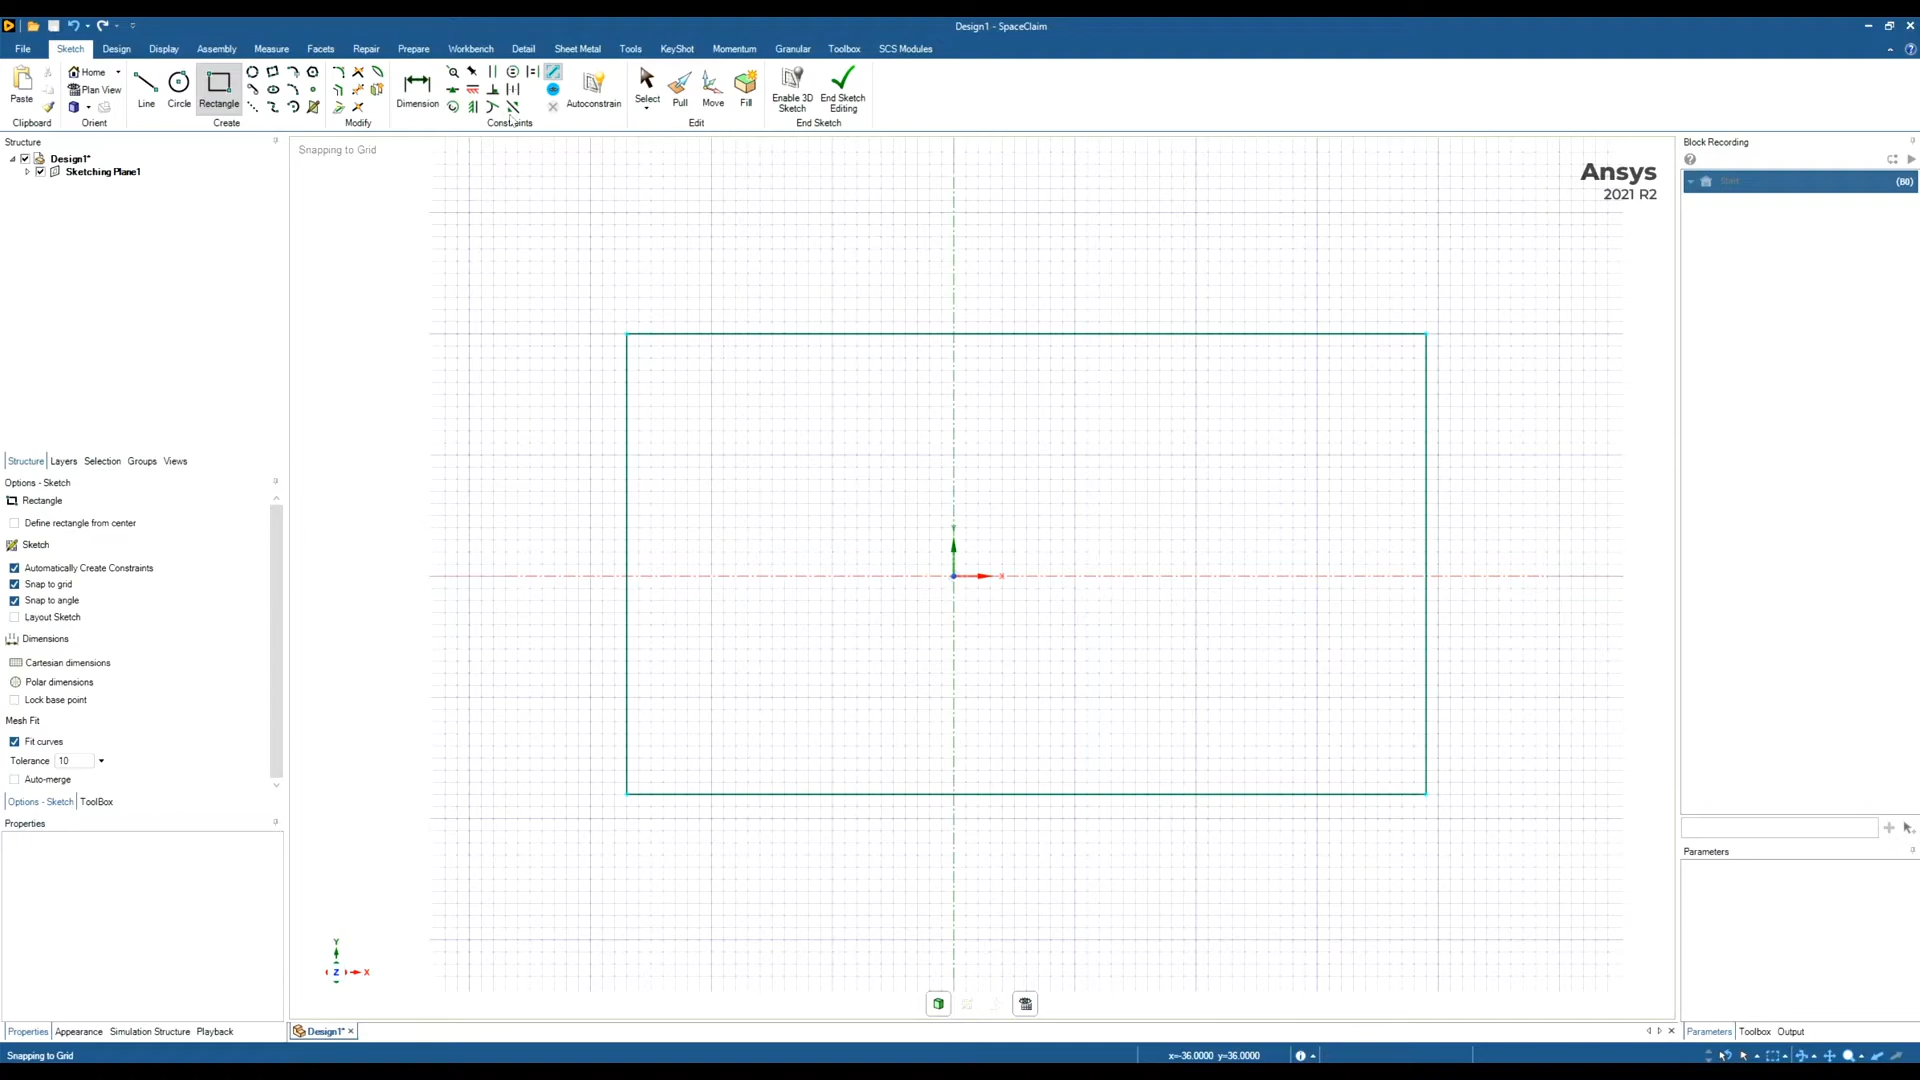 Design1 - SpaceClaim
File Sketch Design Display Assembly Measure Facets Repair Prepare Workbench Detail Sheet Metal Tools KeyShot Momentum Granular Toolbox SCS Modules
Paste
Home
Plan View
Line
Circle
Rectangle
Dimension
Autoconstrain
Select
Pull
Move
Fill
Enable 3D
Sketch
End Sketch
Editing
Clipboard
Orient
Create
Modify
Constraints
Edit
End Sketch
Structure
Design1*
Sketching Plane1
Structure Layers Selection Groups Views
Options - Sketch
Rectangle
Define rectangle from center
Sketch
Automatically Create Constraints
Snap to grid
Snap to angle
Layout Sketch
Dimensions
Cartesian dimensions
Polar dimensions
Lock base point
Mesh Fit
Fit curves
Tolerance 10
Auto-merge
Options - Sketch ToolBox
Properties
Properties Appearance Simulation Structure Playback
Snapping to Grid
Ansys
2021 R2
Y
X
Y
Z
X
Design1*
Block Recording
Start (B0)
Parameters
Parameters Toolbox Output
Snapping to Grid
x=-36.0000 y=36.0000